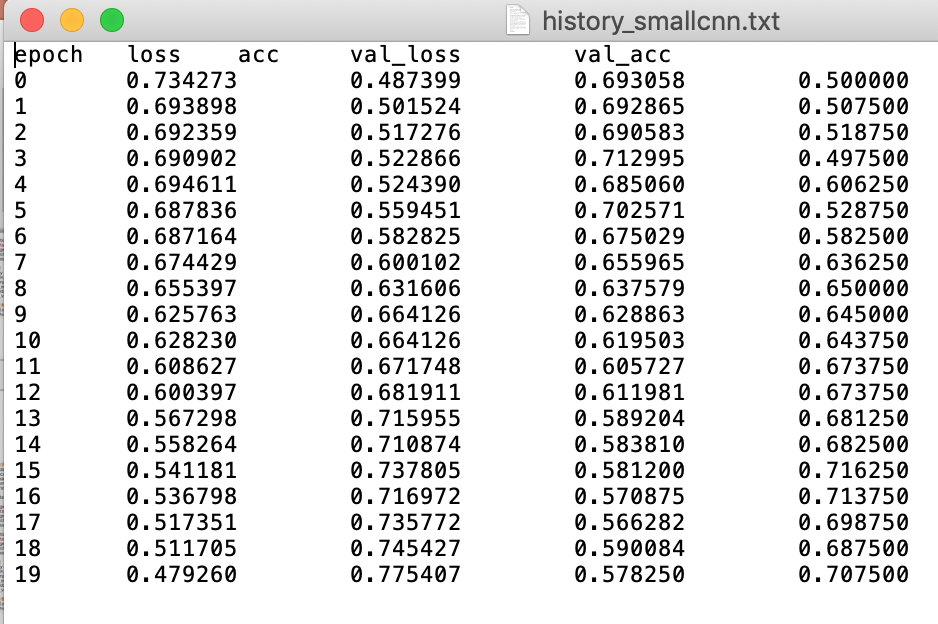 history_smallcnn.txt
epoch loss acc val_loss val_acc
0 0.734273 0.487399 0.693058 0.500000
1 0.693898 0.501524 0.692865 0.507500
2 0.692359 0.517276 0.690583 0.518750
3 0.690902 0.522866 0.712995 0.497500
4 0.694611 0.524390 0.685060 0.606250
5 0.687836 0.559451 0.702571 0.528750
6 0.687164 0.582825 0.675029 0.582500
7 0.674429 0.600102 0.655965 0.636250
8 0.655397 0.631606 0.637579 0.650000
9 0.625763 0.664126 0.628863 0.645000
10 0.628230 0.664126 0.619503 0.643750
11 0.608627 0.671748 0.605727 0.673750
12 0.600397 0.681911 0.611981 0.673750
13 0.567298 0.715955 0.589204 0.681250
14 0.558264 0.710874 0.583810 0.682500
15 0.541181 0.737805 0.581200 0.716250
16 0.536798 0.716972 0.570875 0.713750
17 0.517351 0.735772 0.566282 0.698750
18 0.511705 0.745427 0.590084 0.687500
19 0.479260 0.775407 0.578250 0.707500